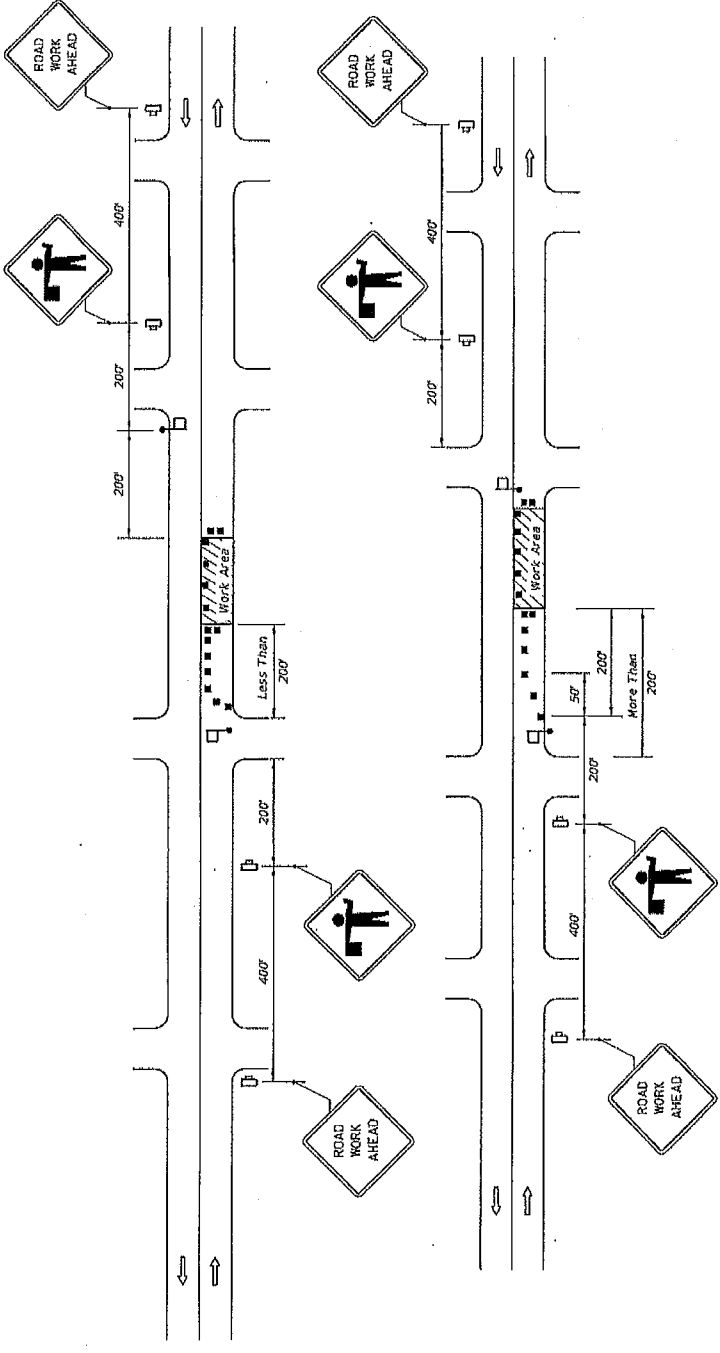 ROAD
WORK
AHEAD
400'
200'
200'
Work Area
Less Than
200'
200'
400'
ROAD
WORK
AHEAD
ROAD
WORK
AHEAD
400'
200'
Work Area
200'
50'
More Than
200'
200'
400'
ROAD
WORK
AHEAD